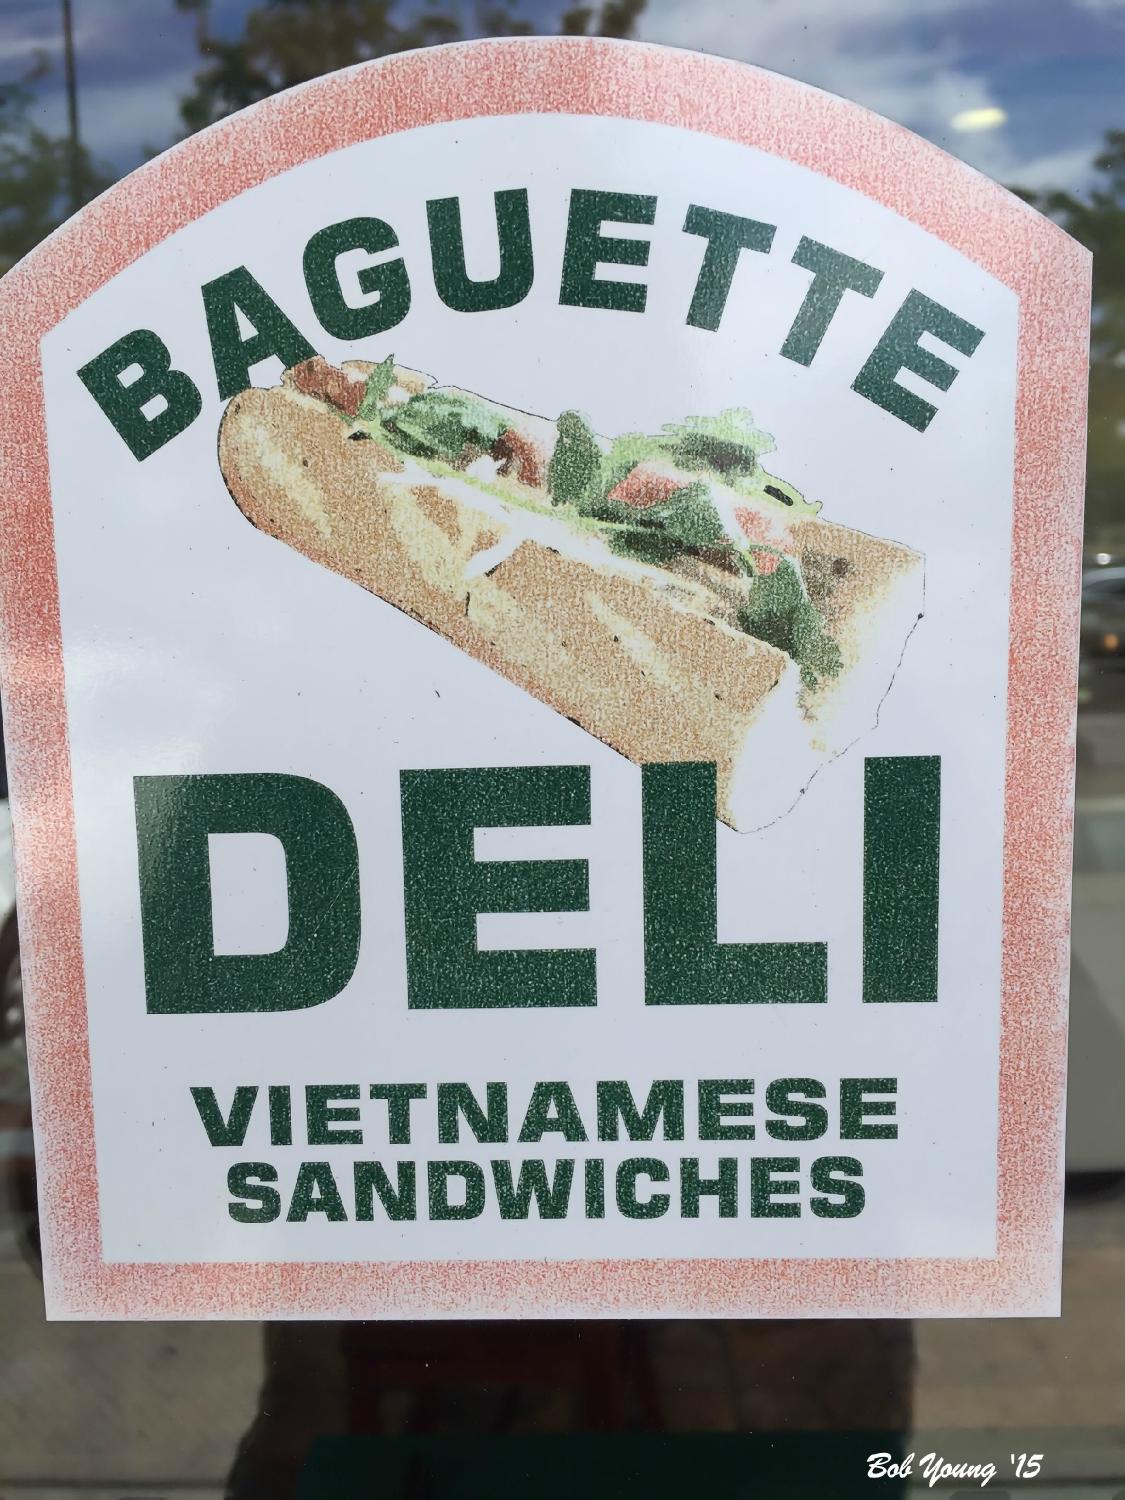 BAGUETTE
DELI
VIETNAMESE
SANDWICHES
Bob Young '15